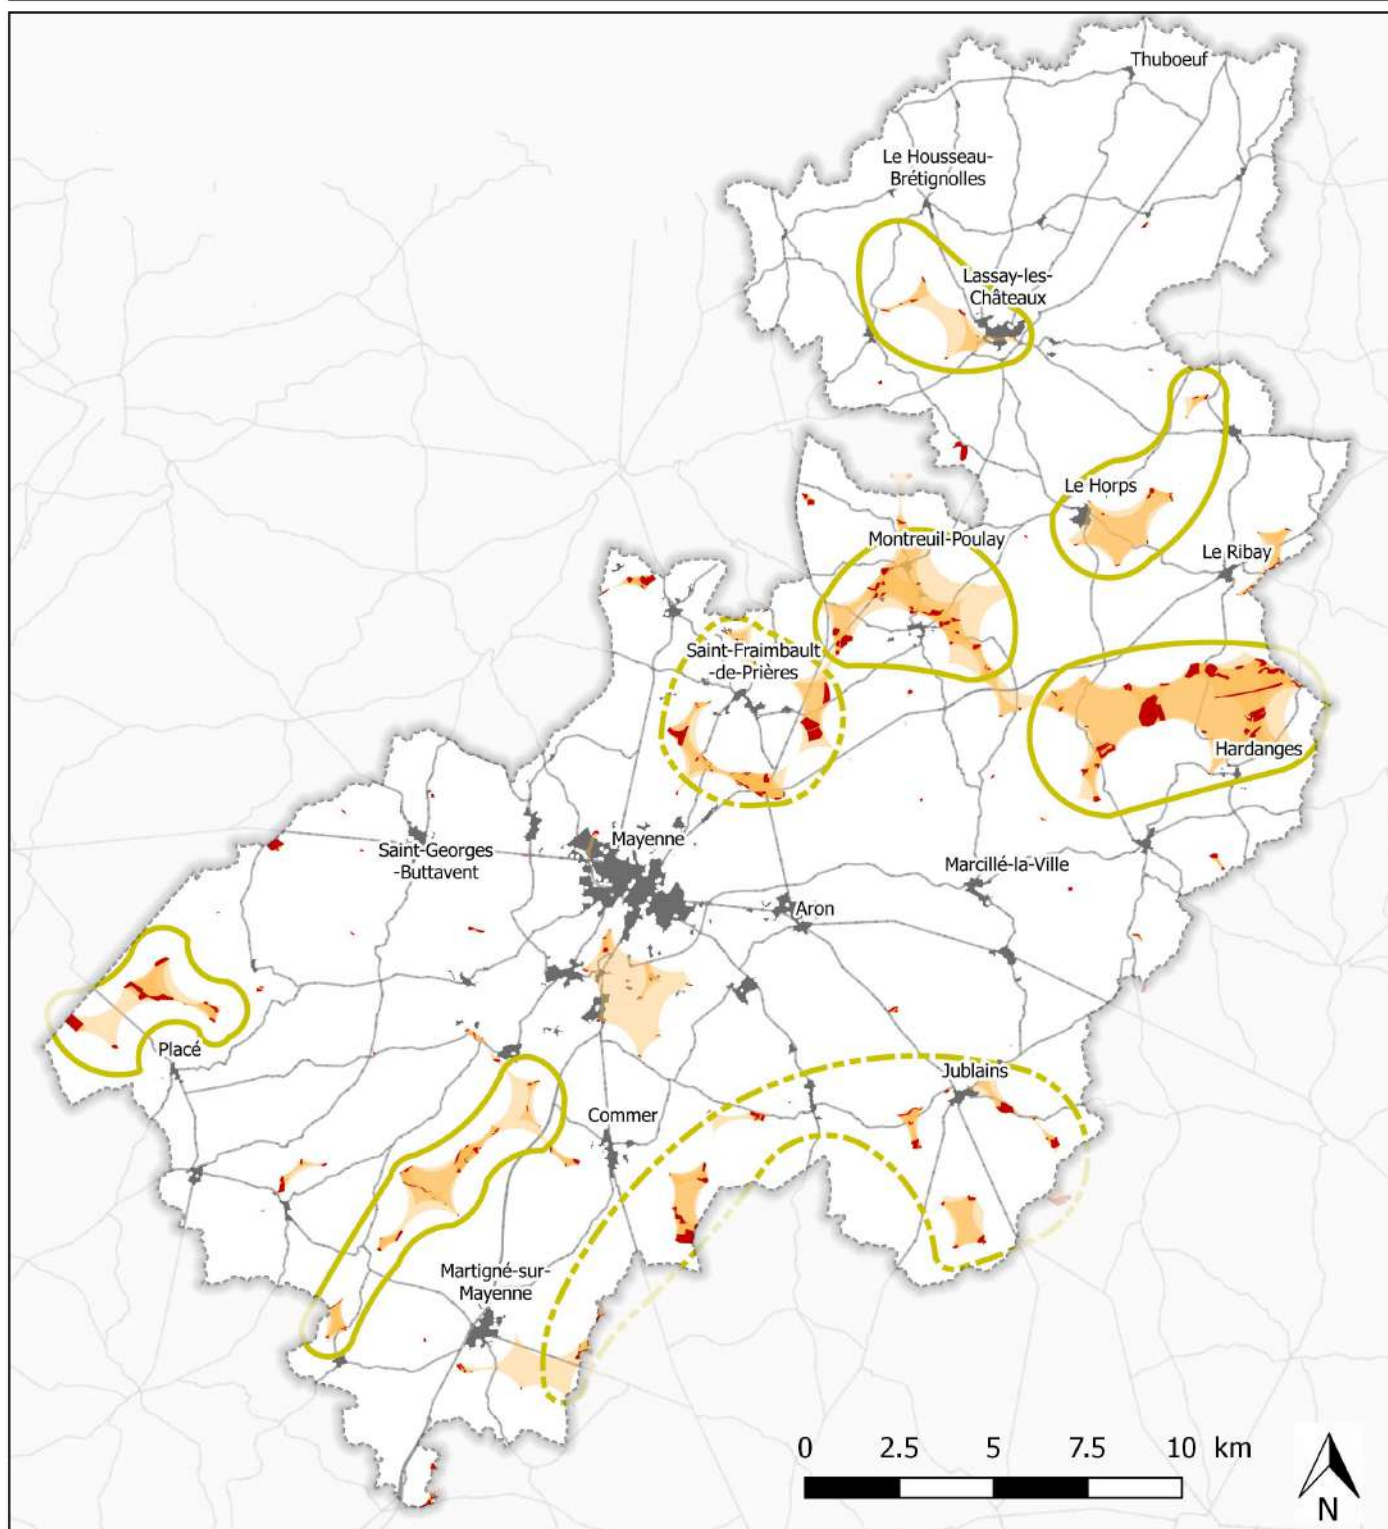 Thuboeuf
Le Housseau-
Brétignolles
Lassay-les-
Châteaux
Le Horps
Montreuil-Poulay
Le Ribay
Saint-Fraimbault
-de-Prières
Hardanges
Mayenne
Saint-Georges
-Buttavent
Marcillé-la-Ville
Aron
Placé
Jublains
Commer
Martigné-sur-
Mayenne
0 2.5 5 7.5 10 km
N